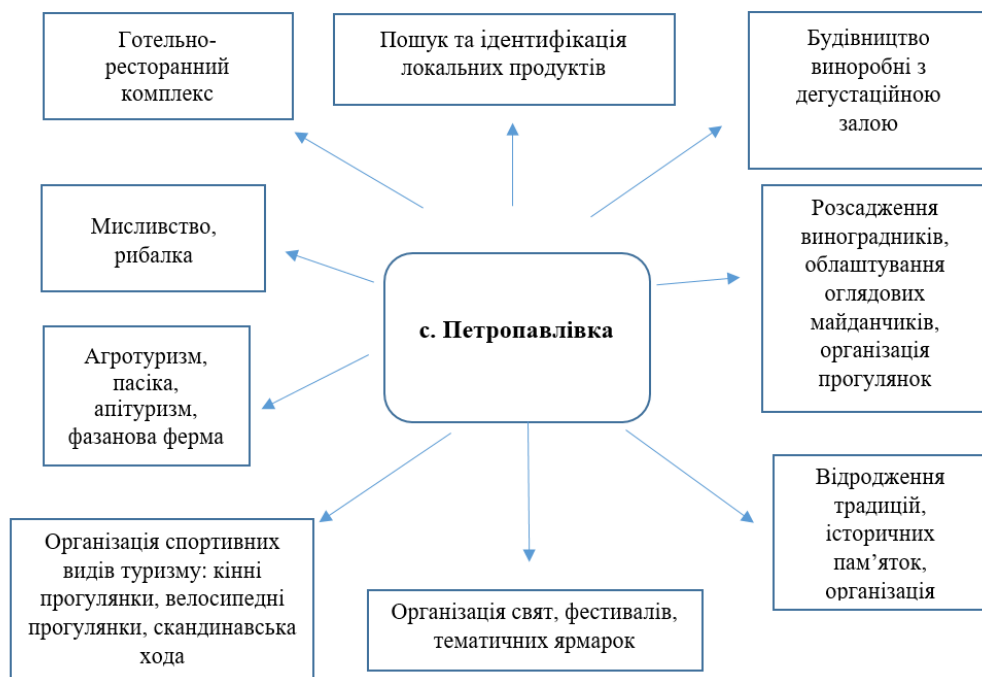 Готельно-
ресторанний
комплекс
Пошук та ідентифікація
локальних продуктів
Будівництво
виноробні з
дегустаційною
залою
Мисливство,
рибалка
с. Петропавлівка
Розсадження
виноградників,
облаштування
оглядових
майданчиків,
організація
прогулянок
Агротуризм,
пасіка,
апітуризм,
фазанова ферма
Організація спортивних
видів туризму: кінні
прогулянки, велосипедні
прогулянки, скандинавська
хода
Організація свят, фестивалів,
тематичних ярмарок
Відродження
традицій,
історичних
пам’яток,
організація